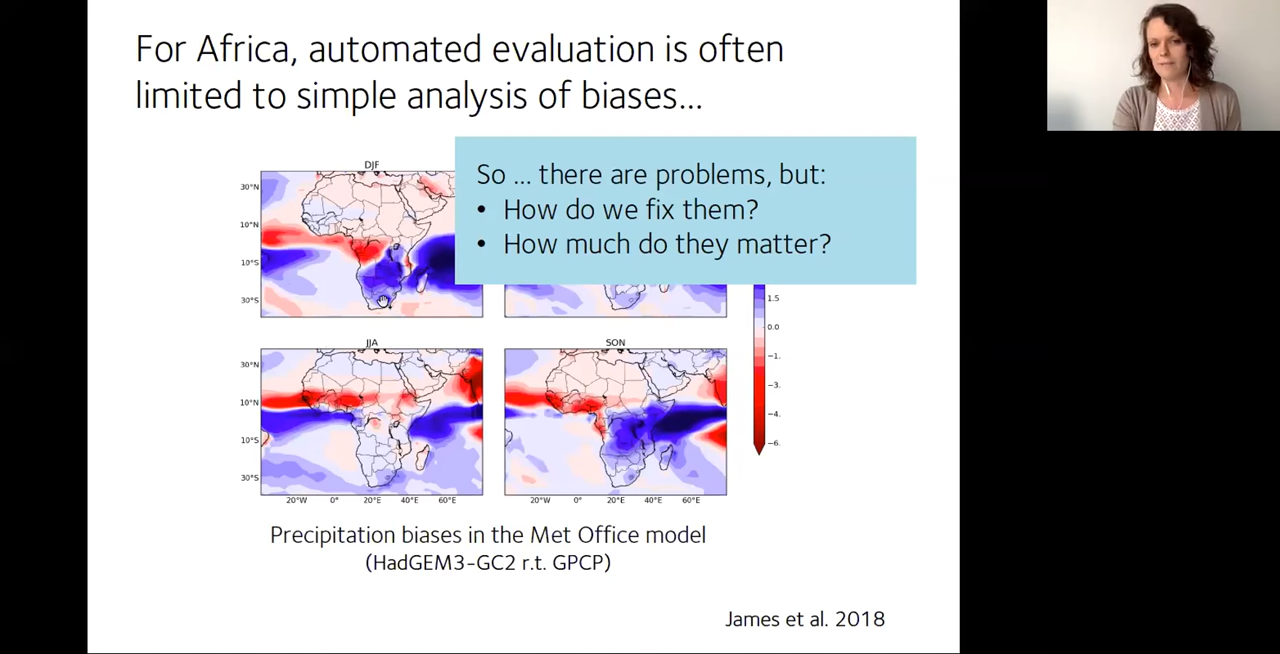 For Africa, automated evaluation is often
limited to simple analysis of biases...
So ... there are problems, but:
• How do we fix them?
• How much do they matter?
DJF
30°N
10°N
10°S
30°S
1.5
0.0
−1.
−3.
−4.
−6.
JJA
30°N
10°N
10°S
30°S
20°W 0° 20°E 40°E 60°E
SON
20°W 0° 20°E 40°E 60°E
Precipitation biases in the Met Office model
(HadGEM3-GC2 r.t. GPCP)
James et al. 2018